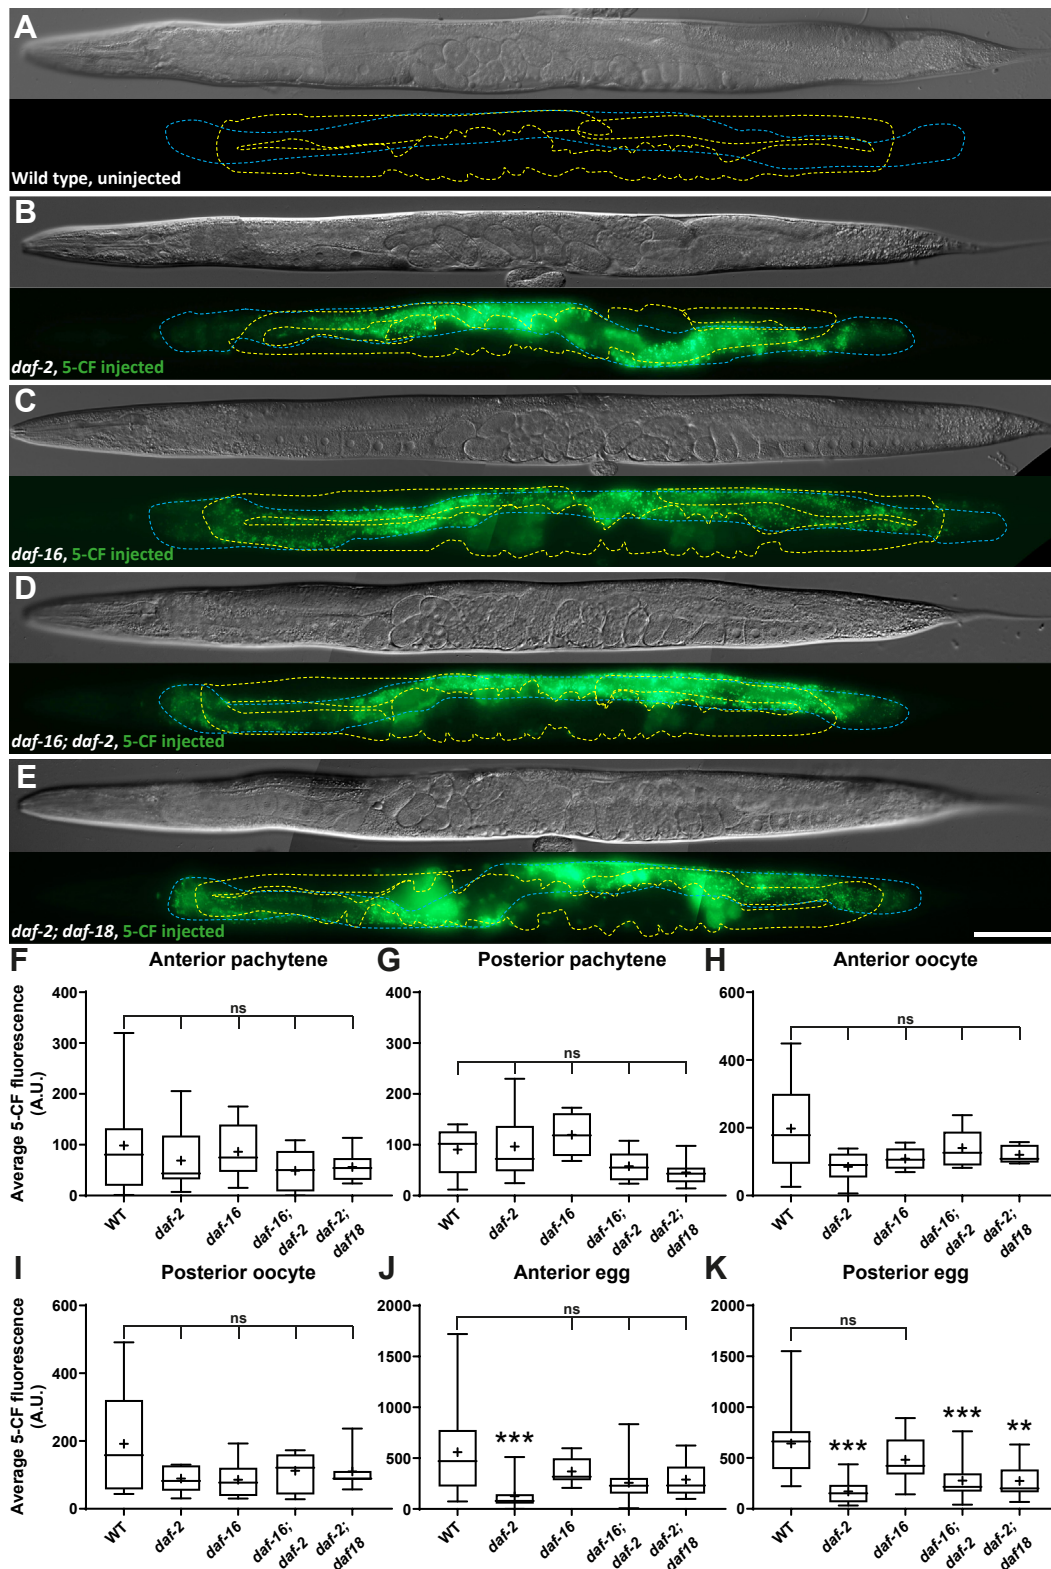 A
Wild type, uninjected
B
daf-2, 5-CF injected
C
daf-16, 5-CF injected
D
daf-16; daf-2, 5-CF injected
E
daf-2; daf-18, 5-CF injected
F Anterior pachytene
Average 5-CF fluorescence
(A.U.)
400
300
200
100
0
ns
WT
daf-2
daf-16
daf-16;
daf-2
daf-2;
daf18
G Posterior pachytene
400
300
200
100
0
ns
WT
daf-2
daf-16
daf-16;
daf-2
daf-2;
daf18
H Anterior oocyte
600
400
200
0
ns
WT
daf-2
daf-16
daf-16;
daf-2
daf-2;
daf18
I Posterior oocyte
Average 5-CF fluorescence
(A.U.)
600
400
200
0
ns
WT
daf-2
daf-16
daf-16;
daf-2
daf-2;
daf18
J Anterior egg
2000
1500
1000
500
0
ns
***
WT
daf-2
daf-16
daf-16;
daf-2
daf-2;
daf18
K Posterior egg
2000
1500
1000
500
0
ns
***
***
**
WT
daf-2
daf-16
daf-16;
daf-2
daf-2;
daf18